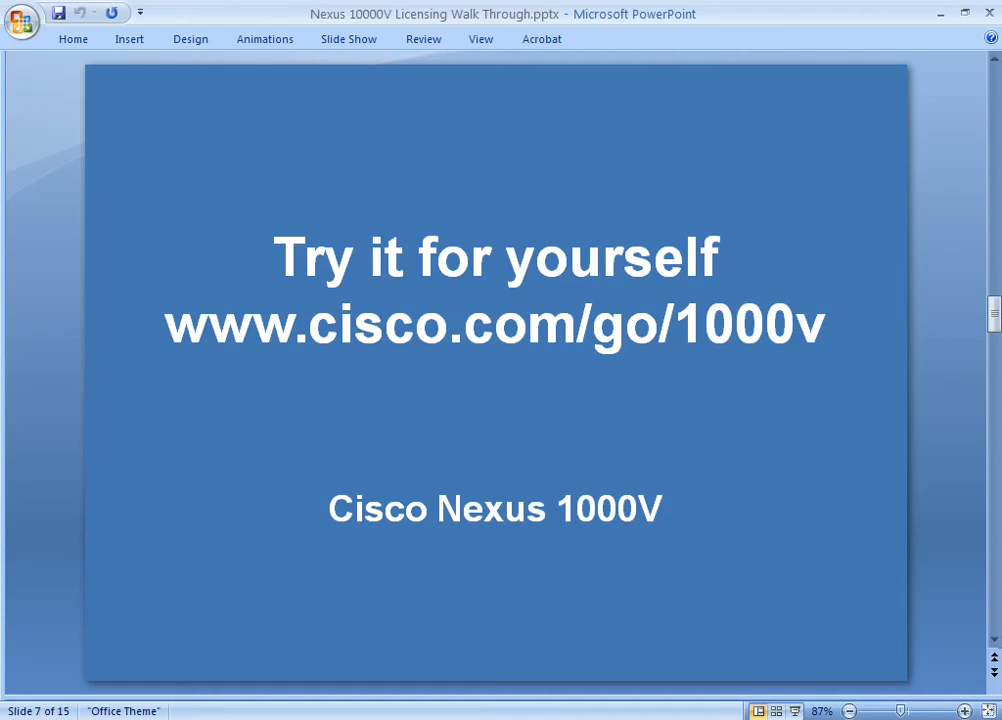 Nexus 10000V Licensing Walk Through.pptx - Microsoft PowerPoint
Home Insert Design Animations Slide Show Review View Acrobat
Try it for yourself
www.cisco.com/go/1000v
Cisco Nexus 1000V
Slide 7 of 15 "Office Theme" 87%